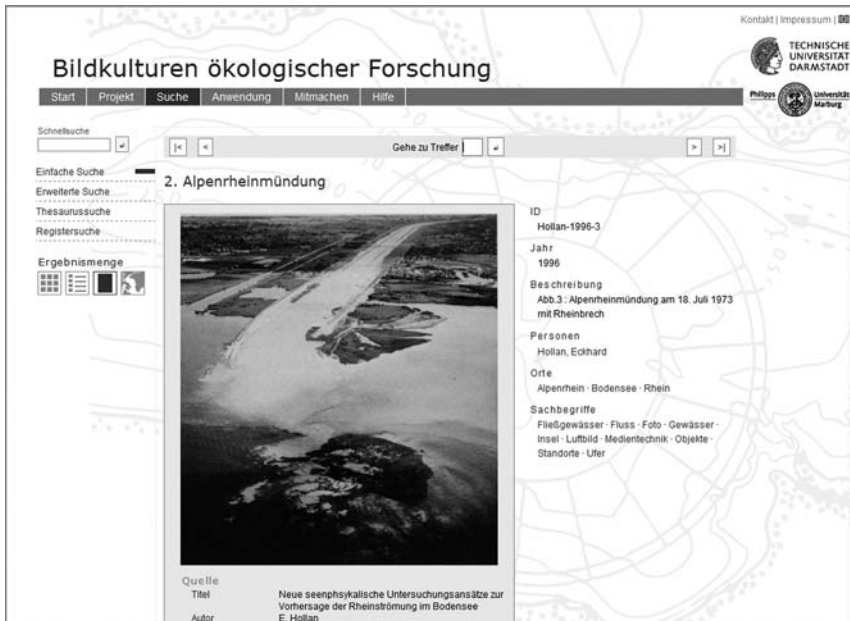 Kontakt | Impressum |
TECHNISCHE
UNIVERSITÄT
DARMSTADT
Bildkulturen ökologischer Forschung
Start Projekt Suche Anwendung Mitmachen Hilfe
Philipps Universität
Marburg
Schnellsuche
|< < Gehe zu Treffer > >|
Einfache Suche
Erweiterte Suche
Thesaurussuche
Registersuche
Ergebnismenge
2. Alpenrheinmündung
ID
Hollan-1996-3
Jahr
1996
Beschreibung
Abb.3 : Alpenrheinmündung am 18. Juli 1973
mit Rheinbrech
Personen
Hollan, Eckhard
Orte
Alpenrhein · Bodensee · Rhein
Sachbegriffe
Fließgewässer · Fluss · Foto · Gewässer ·
Insel · Luftbild · Medientechnik · Objekte ·
Standorte · Ufer
Quelle
Titel Neue seenphsykalische Untersuchungsansätze zur
Vorhersage der Rheinströmung im Bodensee
Autor E. Hollan